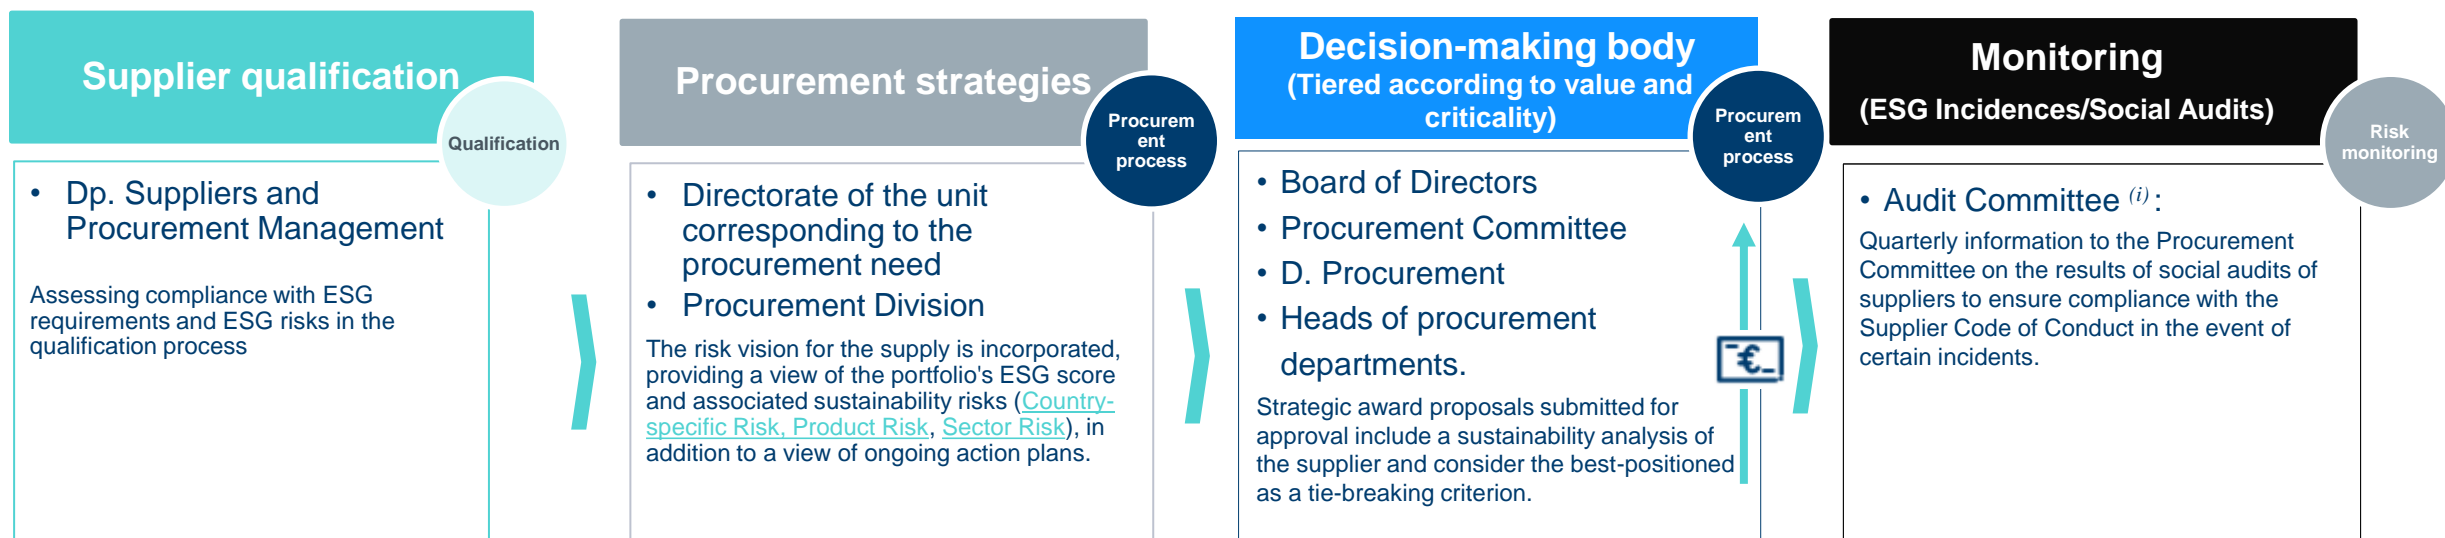 Supplier qualification
Qualification
• Dp. Suppliers and
Procurement Management
Assessing compliance with ESG
requirements and ESG risks in the
qualification process
Procurement strategies
Procurem
ent
process
• Directorate of the unit
corresponding to the
procurement need
• Procurement Division
The risk vision for the supply is incorporated,
providing a view of the portfolio's ESG score
and associated sustainability risks (Country-
specific Risk, Product Risk, Sector Risk), in
addition to a view of ongoing action plans.
Decision-making body
(Tiered according to value and
criticality)
Procurem
ent
process
• Board of Directors
• Procurement Committee
• D. Procurement
• Heads of procurement
departments.
€
Strategic award proposals submitted for
approval include a sustainability analysis of
the supplier and consider the best-positioned
as a tie-breaking criterion.
Monitoring
(ESG Incidences/Social Audits)
Risk
monitoring
• Audit Committee (i) :
Quarterly information to the Procurement
Committee on the results of social audits of
suppliers to ensure compliance with the
Supplier Code of Conduct in the event of
certain incidents.